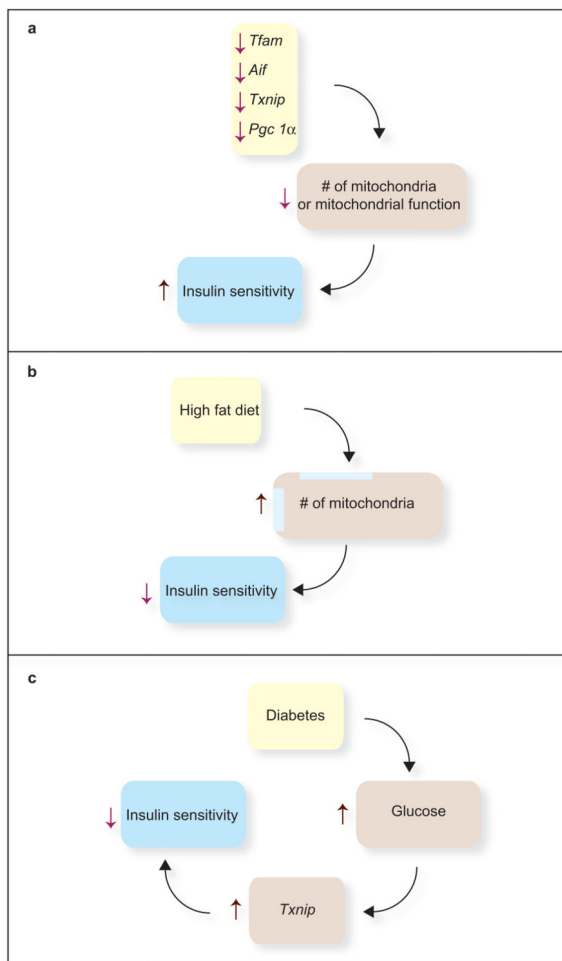 a
↓ Tfam
↓ Aif
↓ Txnip
↓ Pgc 1α
↓ # of mitochondria
or mitochondrial function
↑ Insulin sensitivity
b
High fat diet
↑ # of mitochondria
↓ Insulin sensitivity
c
Diabetes
↓ Insulin sensitivity
↑ Glucose
↑ Txnip